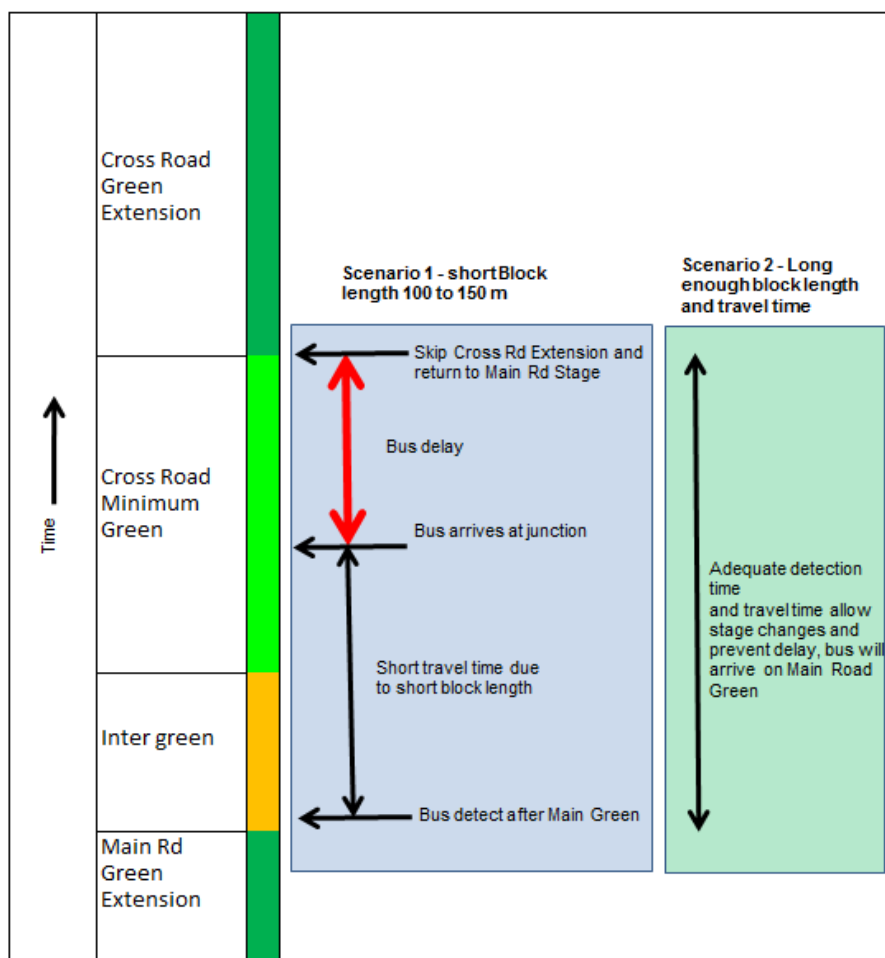 Cross Road
Green
Extension
Scenario 1 - short Block
length 100 to 150 m
Scenario 2 - Long
enough block length
and travel time
Skip Cross Rd Extension and
return to Main Rd Stage
Bus delay
Cross Road
Minimum
Green
Time
Bus arrives at junction
Adequate detection
time
and travel time allow
stage changes and
prevent delay, bus will
arrive on Main Road
Green
Short travel time due
to short block length
Inter green
Bus detect after Main Green
Main Rd
Green
Extension